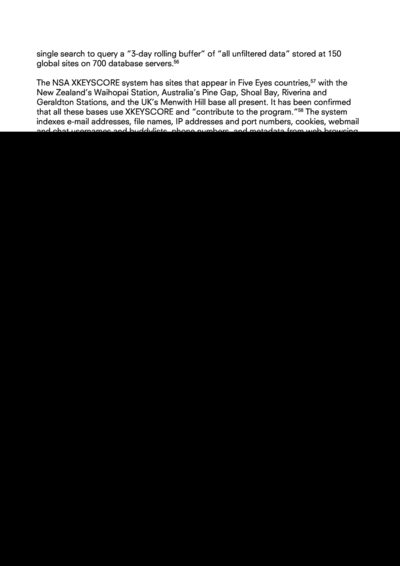 single search to query a “3-day rolling buffer” of “all unfiltered data” stored at 150
global sites on 700 database servers.⁵⁶
The NSA XKEYSCORE system has sites that appear in Five Eyes countries,⁵⁷ with the
New Zealand’s Waihopai Station, Australia’s Pine Gap, Shoal Bay, Riverina and
Geraldton Stations, and the UK’s Menwith Hill base all present. It has been confirmed
that all these bases use XKEYSCORE and “contribute to the program.”⁵⁸ The system
indexes e-mail addresses, file names, IP addresses and port numbers, cookies, webmail
and chat usernames and buddylists, phone numbers, and metadata from web browsing